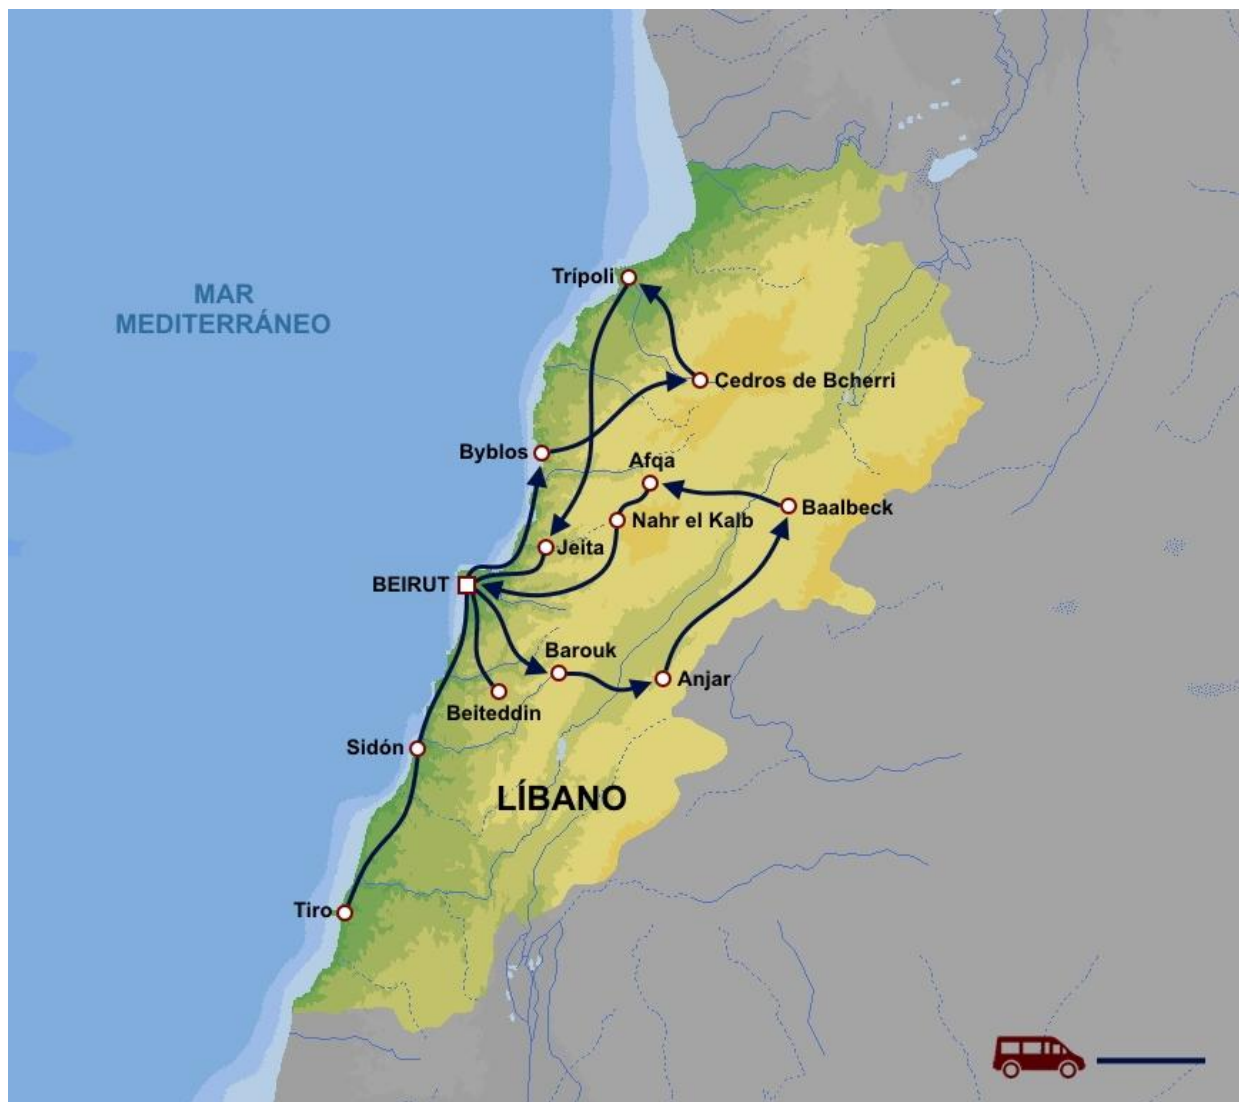 Trípoli
MAR
MEDITERRÁNEO
Cedros de Bcherri
Byblos
Afqa
Baalbeck
Nahr el Kalb
Jeita
BEIRUT
Barouk
Anjar
Beiteddin
Sidón
LÍBANO
Tiro